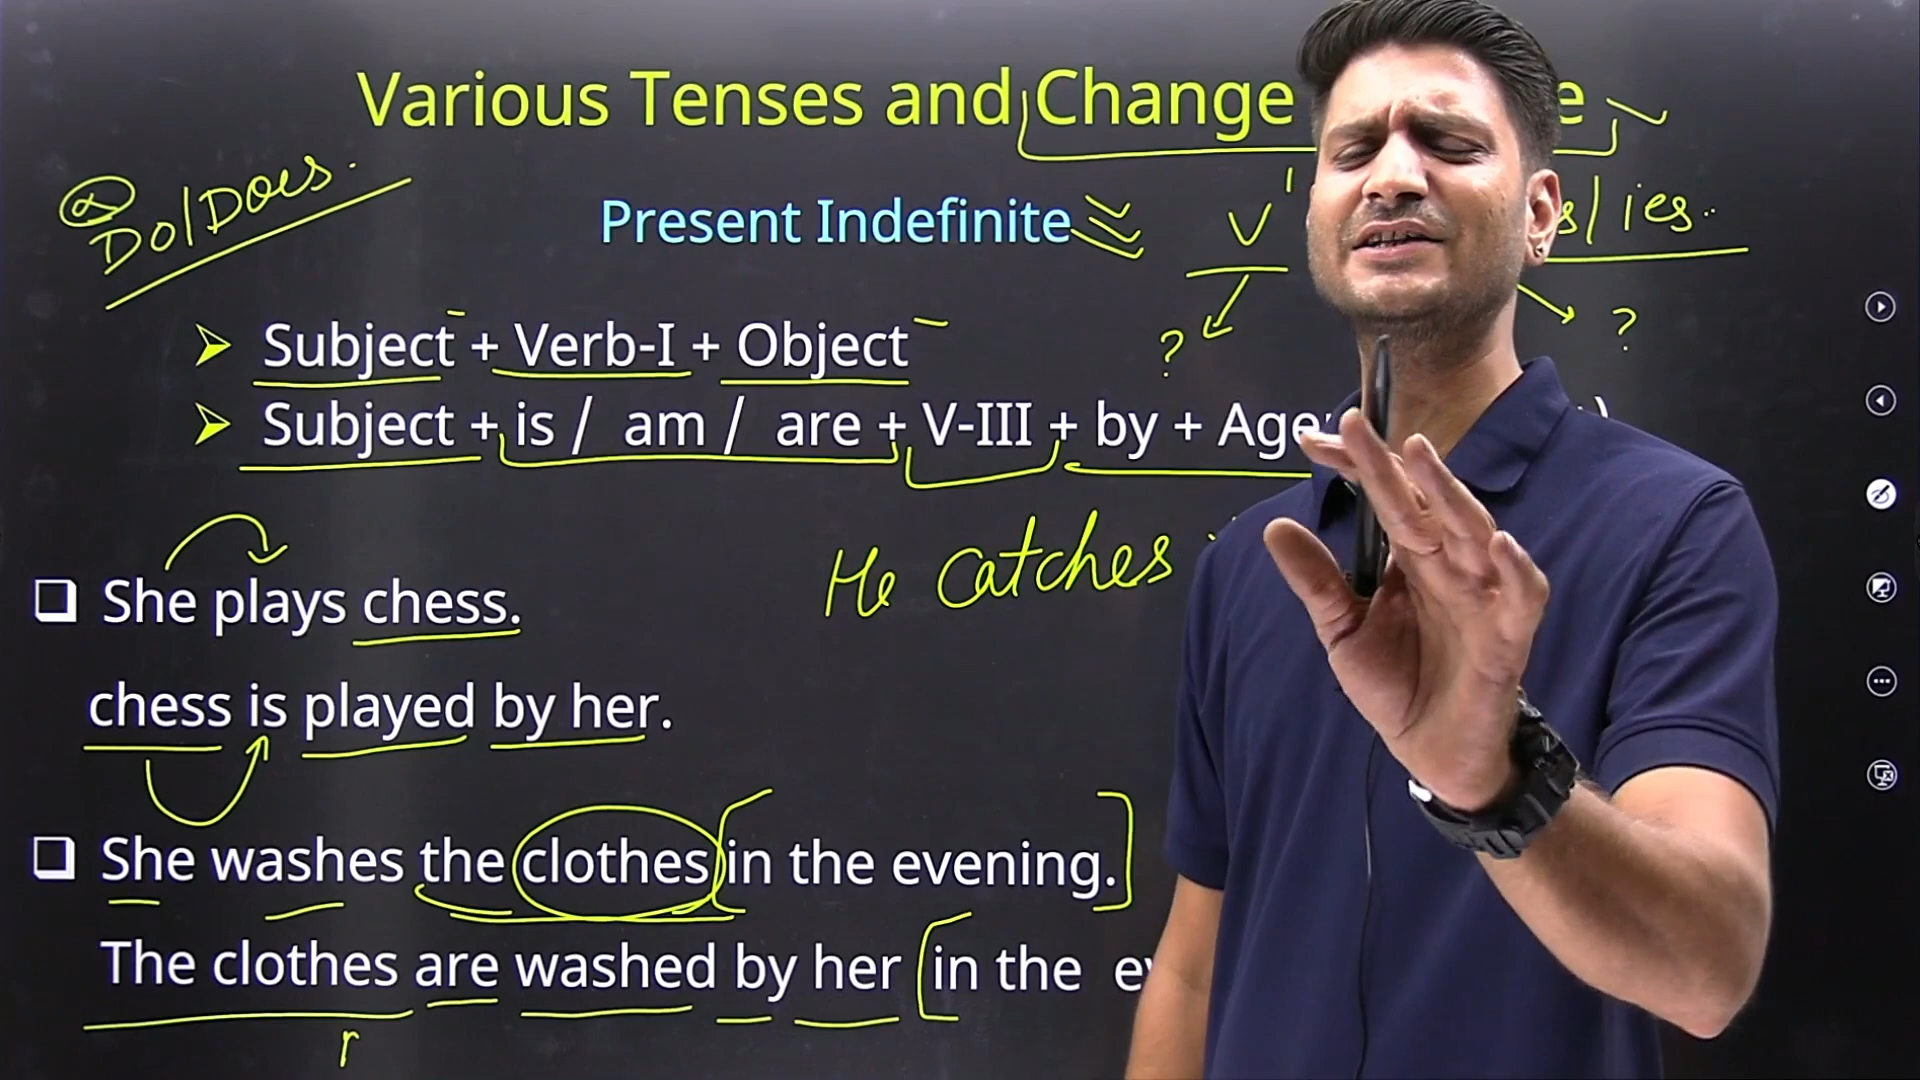 Various Tenses and Change
Do/Does.
Present Indefinite V s/ies..
Subject + Verb-I + Object ? ?
Subject + is / am / are + V-III + by +
He catches
She plays chess.
chess is played by her.
She washes the clothes in the evening.
The clothes are washed by her in the
r